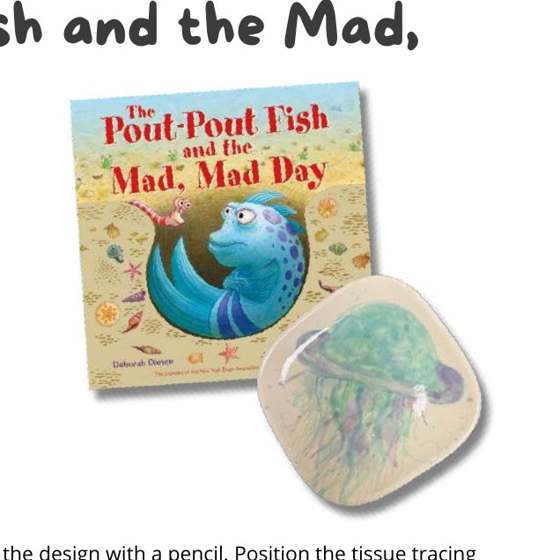 sh and the Mad,
The
Pout-Pout Fish
and the
Mad, Mad Day
Deborah Diesen
the design with a pencil. Position the tissue tracing